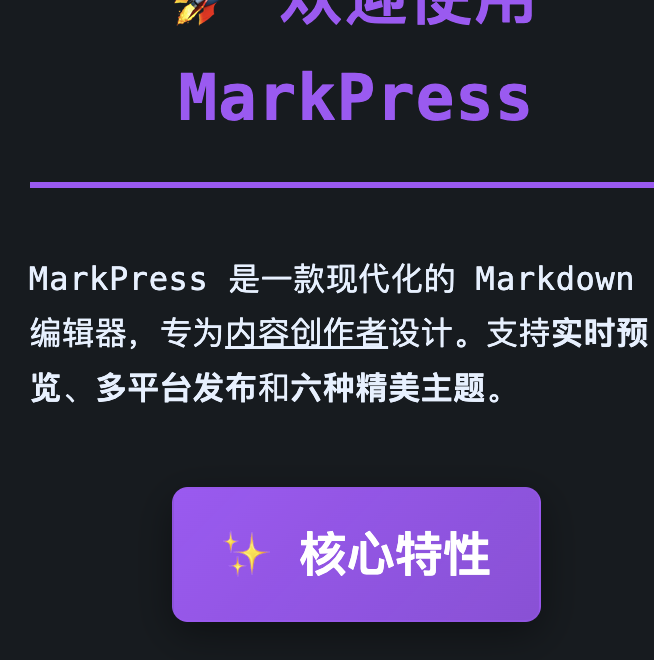 🚀 欢迎使用
MarkPress
MarkPress 是一款现代化的 Markdown
编辑器，专为内容创作者设计。支持实时预
览、多平台发布和六种精美主题。
✨ 核心特性